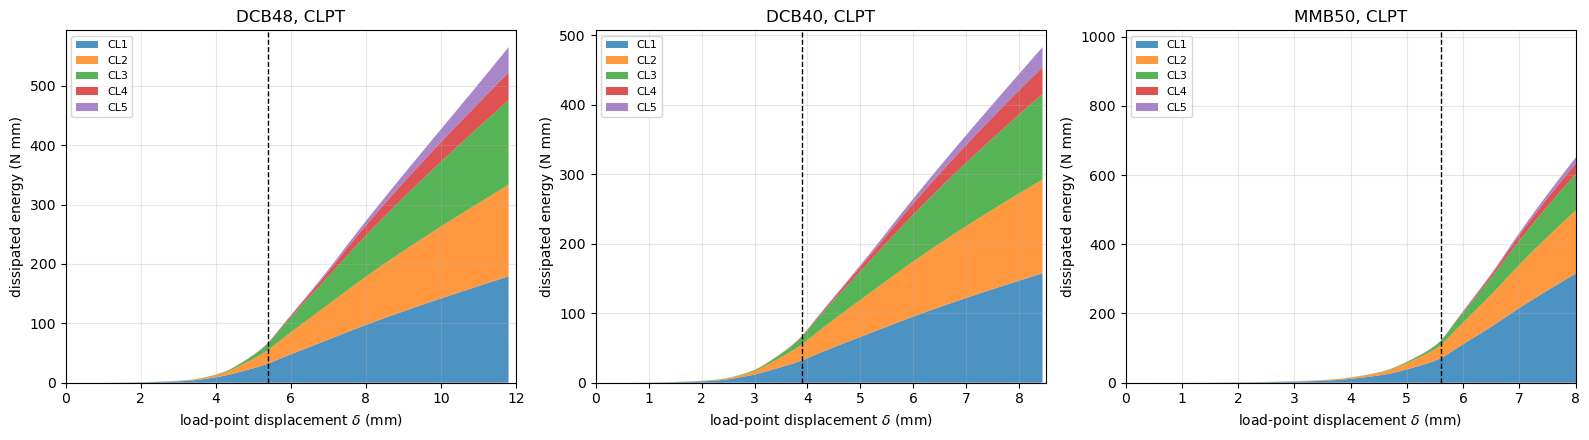 DCB48, CLPT
dissipated energy (N mm)
500
400
300
200
100
0
CL1
CL2
CL3
CL4
CL5
0 2 4 6 8 10 12
load-point displacement δ (mm)
DCB40, CLPT
dissipated energy (N mm)
500
400
300
200
100
0
CL1
CL2
CL3
CL4
CL5
0 1 2 3 4 5 6 7 8
load-point displacement δ (mm)
MMB50, CLPT
dissipated energy (N mm)
1000
800
600
400
200
0
CL1
CL2
CL3
CL4
CL5
0 1 2 3 4 5 6 7 8
load-point displacement δ (mm)